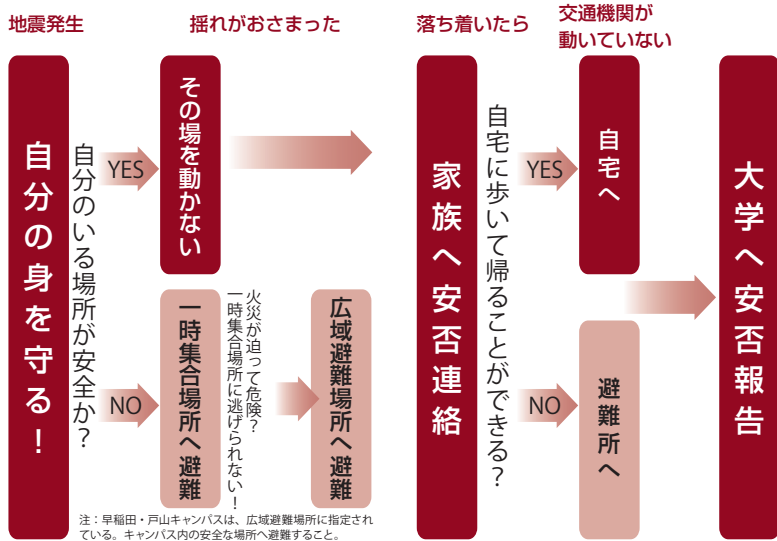 地震発生
揺れがおさまった
落ち着いたら
交通機関が
動いていない
自分の身を守る!
自分のいる場所が安全か?
YES
その場を動かない
NO
一時集合場所へ避難
火災が迫って危険?
一時集合場所に逃げられない!
広域避難場所へ避難
家族へ安否連絡
自宅に歩いて帰ることができる?
YES
自宅へ
NO
避難所へ
大学へ安否報告
注:早稲田・戸山キャンパスは、広域避難場所に指定され
ている。キャンパス内の安全な場所へ避難すること。